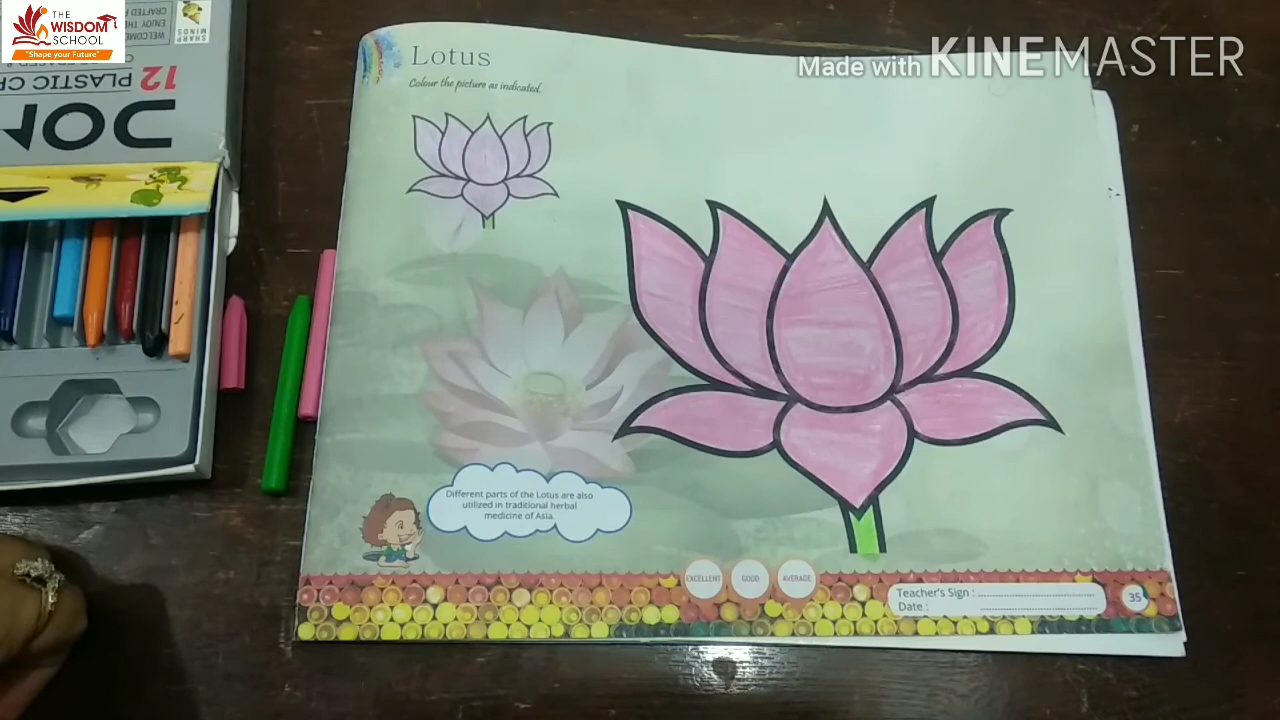 THE
WISDOM
SCHOOL
"Shape your Future"
SHARP
MINDS
12
PLASTIC
Made with KINEMASTER
Lotus
Colour the picture as indicated.
Different parts of the Lotus are also
utilized in traditional herbal
medicine of Asia.
EXCELLENT
GOOD
AVERAGE
Teacher's Sign :
Date :
35